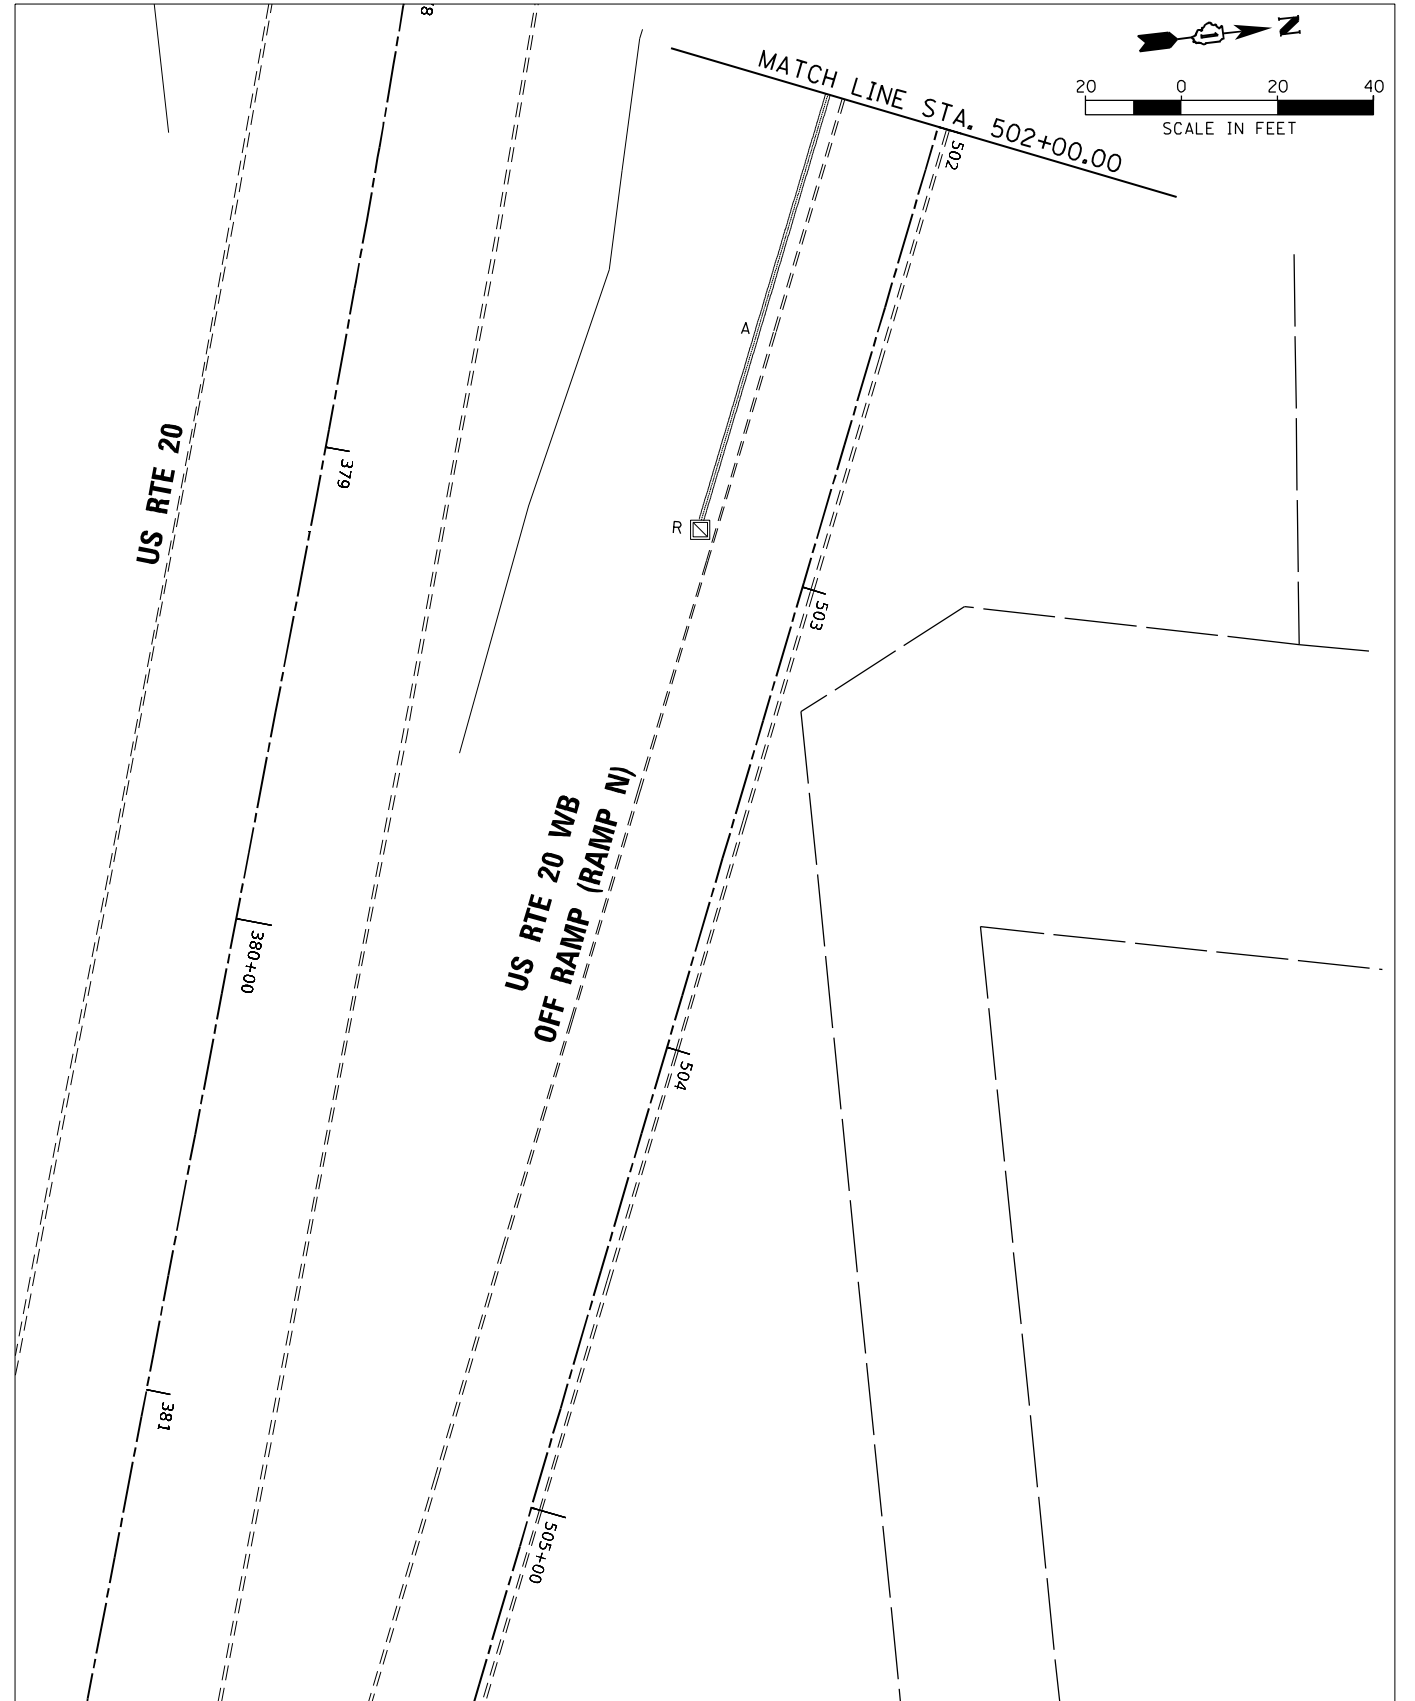 N
20 0 20 40
SCALE IN FEET
MATCH LINE STA. 502+00.00
502
A
379
US RTE 20
R
503
US RTE 20 WB
OFF RAMP (RAMP N)
380+00
504
381
505+00